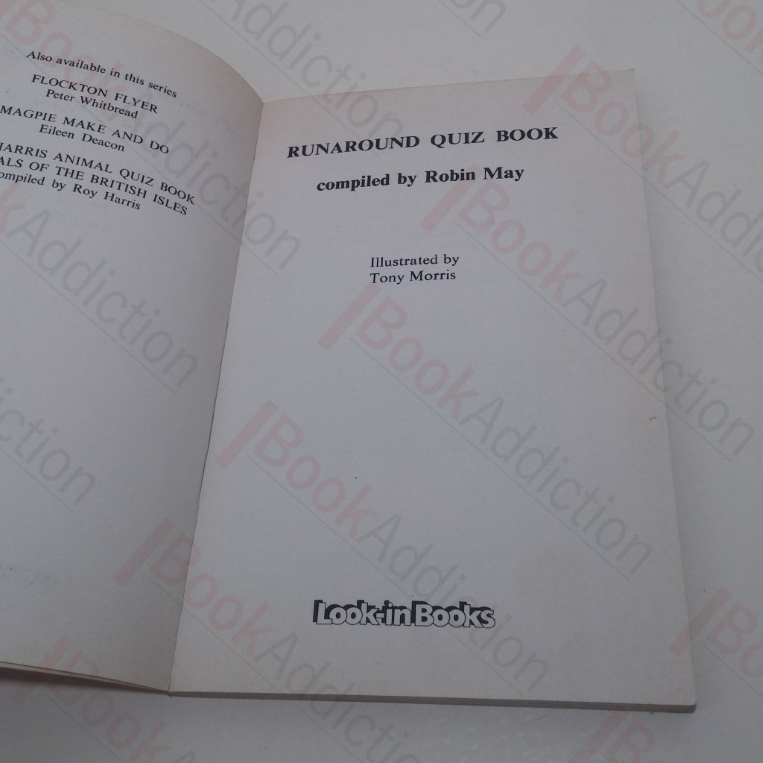 Also available in this series
FLOCKTON FLYER
Peter Whitbread
MAGPIE MAKE AND DO
Eileen Deacon
HARRIS ANIMAL QUIZ BOOK
OF THE BRITISH ISLES
compiled by Roy Harris
RUNAROUND QUIZ BOOK
compiled by Robin May
Illustrated by
Tony Morris
Look-in Books
BookAddiction